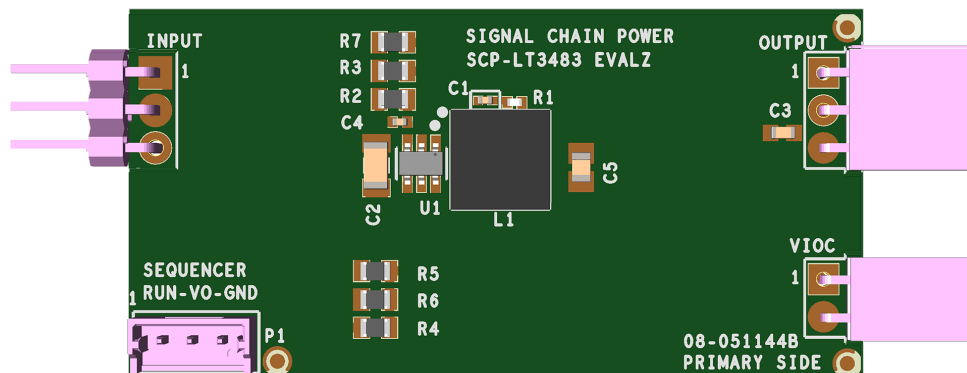 INPUT
1
R7
R3
R2
C4
SIGNAL CHAIN POWER
SCP-LT3483 EVALZ
C1
R1
OUTPUT
1
C3
C2
U1
L1
C5
VIOC
1
SEQUENCER
RUN-VO-GND
1
P1
R5
R6
R4
08-051144B
PRIMARY SIDE